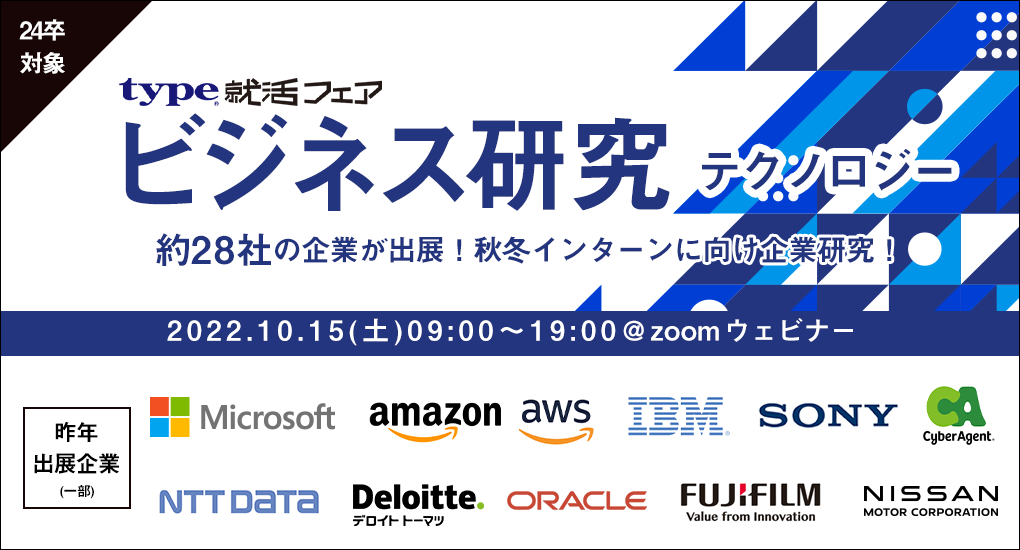 24卒
対象
type®就活フェア
ビジネス研究 テクノロジー
約28社の企業が出展！秋冬インターンに向け企業研究！
2022.10.15(土)09:00～19:00@zoomウェビナー
昨年
出展企業
(一部)
Microsoft amazon aws IBM® SONY CA
CyberAgent®
NTT DATA Deloitte. ORACLE FUJIFILM NISSAN
デロイト トーマツ Value from Innovation MOTOR CORPORATION